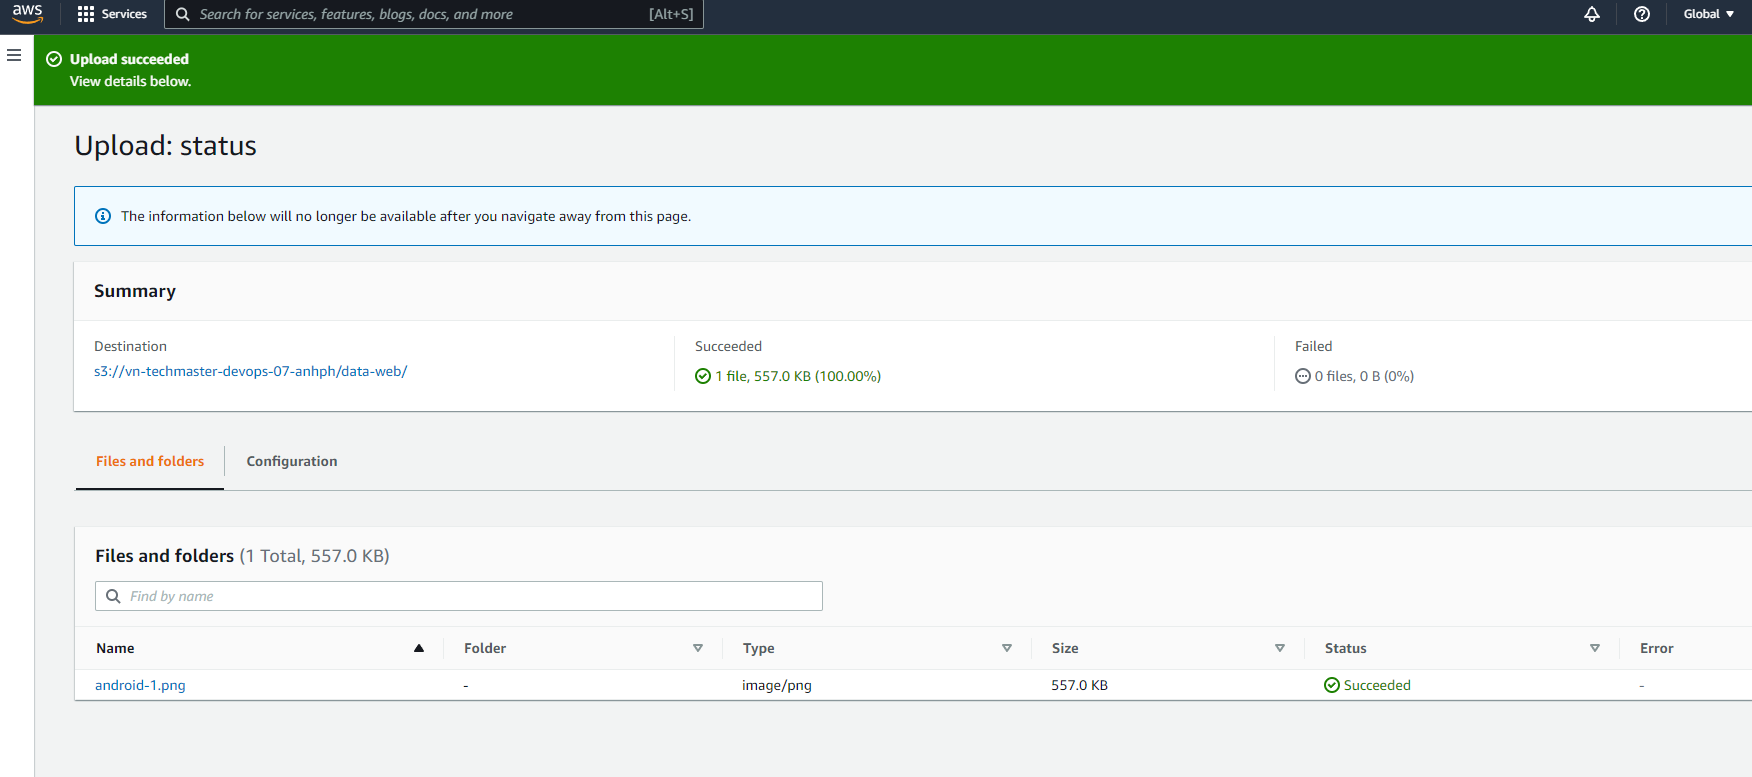 aws Services Search for services, features, blogs, docs, and more [Alt+S] Global
Upload succeeded
View details below.
Upload: status
The information below will no longer be available after you navigate away from this page.
Summary
Destination Succeeded Failed
s3://vn-techmaster-devops-07-anhph/data-web/ 1 file, 557.0 KB (100.00%) 0 files, 0 B (0%)
Files and folders Configuration
Files and folders (1 Total, 557.0 KB)
Find by name
Name Folder Type Size Status Error
android-1.png - image/png 557.0 KB Succeeded -